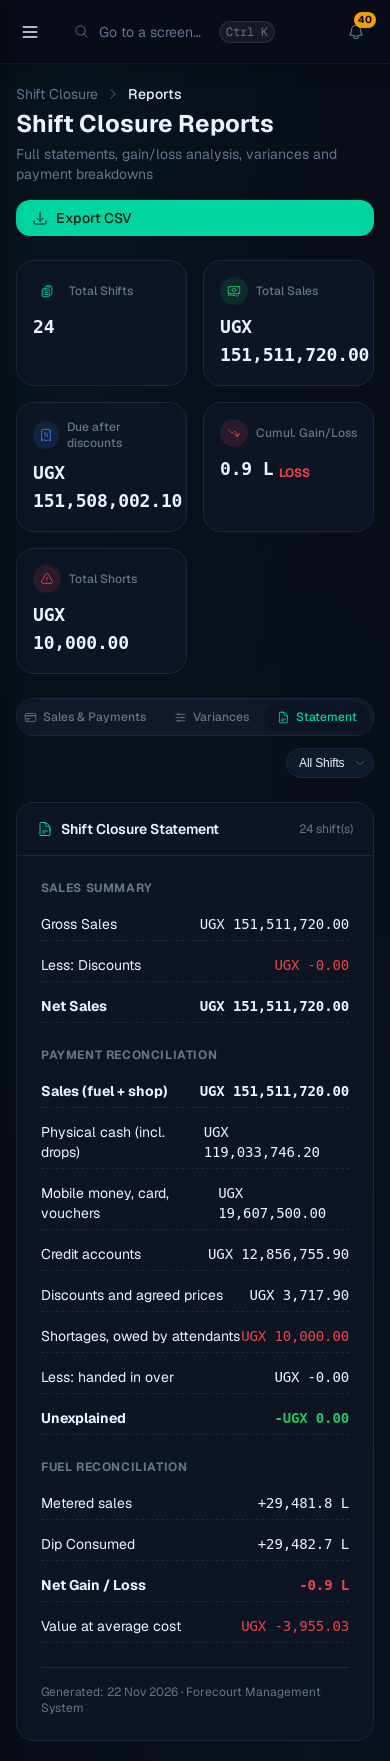 Go to a screen...
Ctrl K
40
Shift Closure > Reports
Shift Closure Reports
Full statements, gain/loss analysis, variances and
payment breakdowns
Export CSV
Total Shifts
24
Total Sales
UGX
151,511,720.00
Due after
discounts
UGX
151,508,002.10
Cumul. Gain/Loss
0.9 L LOSS
Total Shorts
UGX
10,000.00
Sales & Payments
Variances
Statement
All Shifts
Shift Closure Statement
24 shift(s)
SALES SUMMARY
Gross Sales UGX 151,511,720.00
Less: Discounts UGX -0.00
Net Sales UGX 151,511,720.00
PAYMENT RECONCILIATION
Sales (fuel + shop) UGX 151,511,720.00
Physical cash (incl. UGX
drops) 119,033,746.20
Mobile money, card, UGX
vouchers 19,607,500.00
Credit accounts UGX 12,856,755.90
Discounts and agreed prices UGX 3,717.90
Shortages, owed by attendants UGX 10,000.00
Less: handed in over UGX -0.00
Unexplained -UGX 0.00
FUEL RECONCILIATION
Metered sales +29,481.8 L
Dip Consumed +29,482.7 L
Net Gain / Loss -0.9 L
Value at average cost UGX -3,955.03
Generated: 22 Nov 2026 · Forecourt Management
System